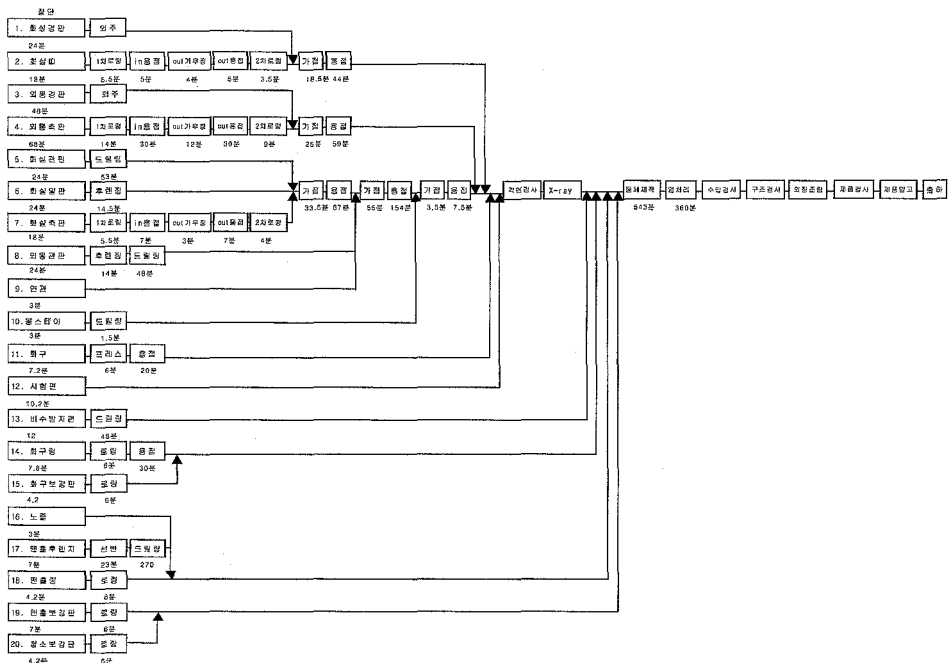 절단
1. 화실경판 외주
24분
2. 화실띠 1차로링 in용접 out가우징 out용접 2차로링 가접 용접
18분 5.5분 5분 4분 5분 3.5분 18.5분 44분
3. 외통경판 외주
48분
4. 외통측판 1차로링 in용접 out가우징 out용접 2차로링 가접 용접
68분 14분 30분 12분 30분 9분 25분 59분
5. 화실관판 드릴링
24분 53분
6. 화실밑판 후렌징 가접 용접 가접 용접 가접 용접 각인검사 X-ray 몸체제작 열처리 수압검사 구조검사 외장조립 제품검사 제품창고 출하
24분 14.5분 33.5분 67분 55분 154분 3.5분 7.5분 543분 360분
7. 화실측판 1차로링 in용접 out가우징 out용접 2차로링
18분 5.5분 7분 3분 7분 4분
8. 외통관판 후렌징 드릴링
24분 14분 48분
9. 연관
3분
10. 봉스테이 드릴링
3분 1.5분
11. 화구 프레스 용접
7.2분 6분 20분
12. 시험편
10.2분
13. 비수방지판 드릴링
12 48분
14. 화구링 로링 용접
7.8분 6분 30분
15. 화구보강판 로링
4.2 6분
16. 노즐
3분
17. 맨홀후렌지 선반 드릴링
7분 23분 270
18. 맨홀링 로링
4.2분 6분
19. 맨홀보강판 로링
7분 6분
20. 청소보강판 로링
4.2분 6분